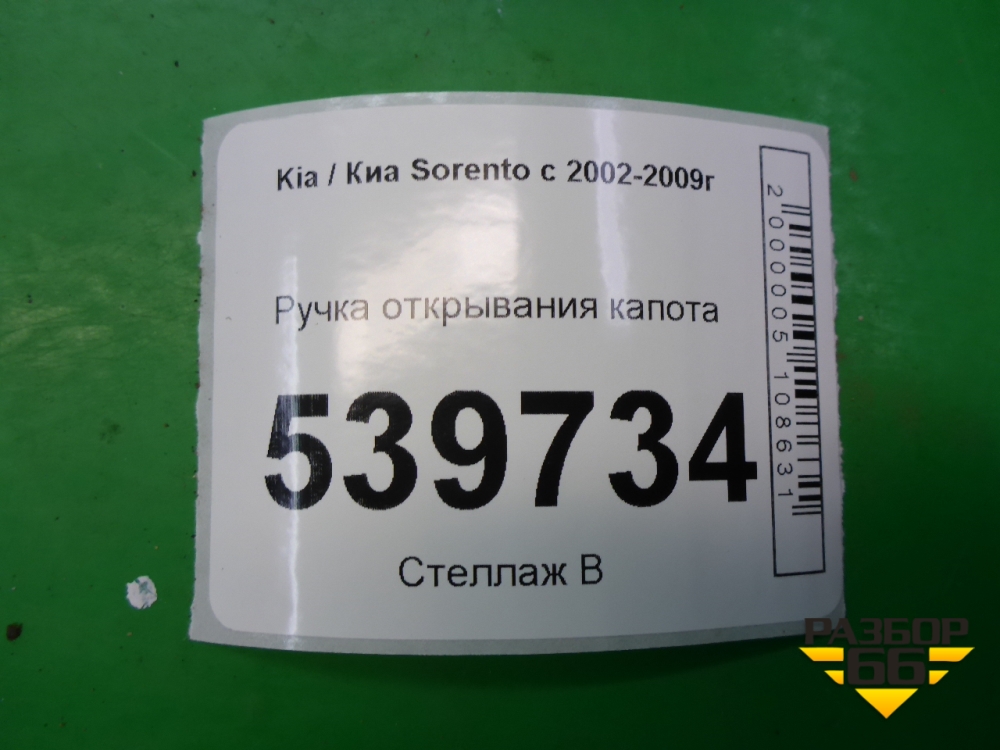 Kia / Киа Sorento с 2002-2009г
Ручка открывания капота
539734
Стеллаж В
2000005108631
РАЗБОР
66